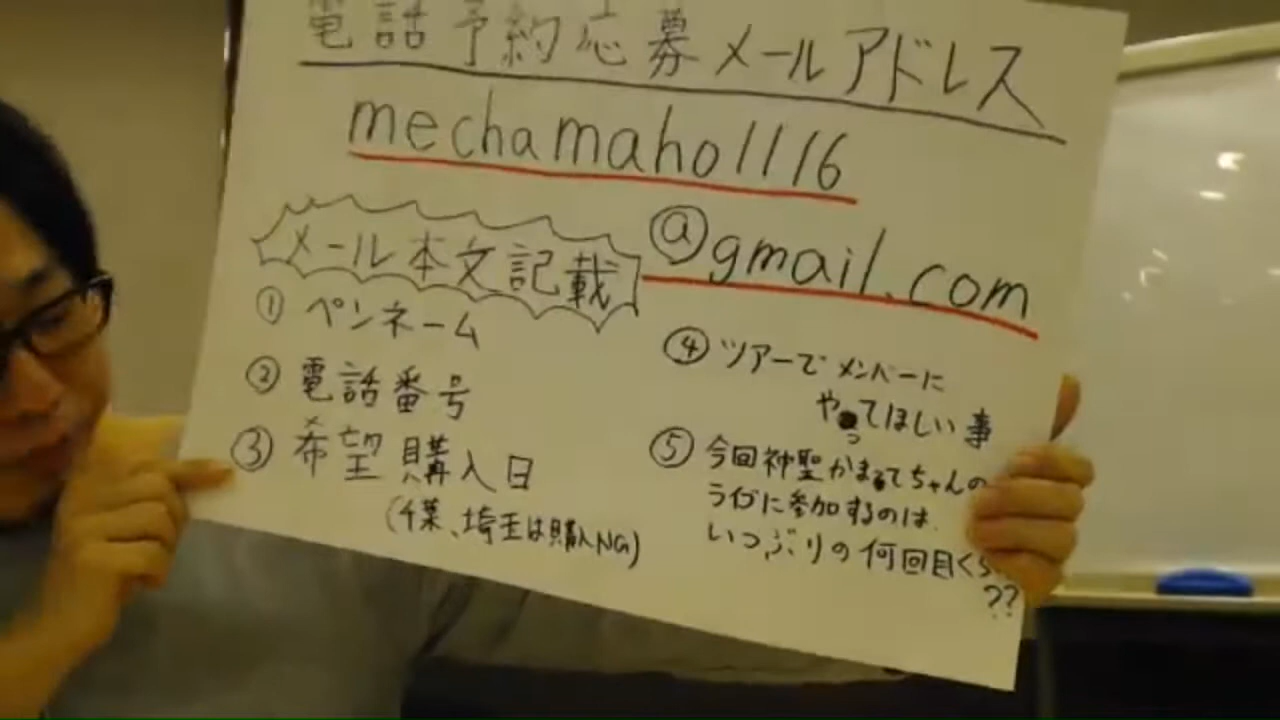 電話予約応募メールアドレス
mechamaho1116
@gmail.com
メール本文記載
① ペンネーム
② 電話番号
③ 希望購入日
(千葉、埼玉は購入NG)
④ ツアーでメンバーに
やってほしい事
⑤ 今回神聖かまってちゃんの
ライブに参加するのは
いつぶりの何回目くら
??